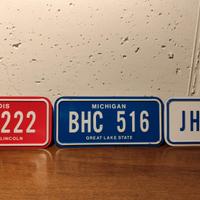 OIS
222
LINCOLN
MICHIGAN
BHC 516
GREAT LAKE STATE
JH